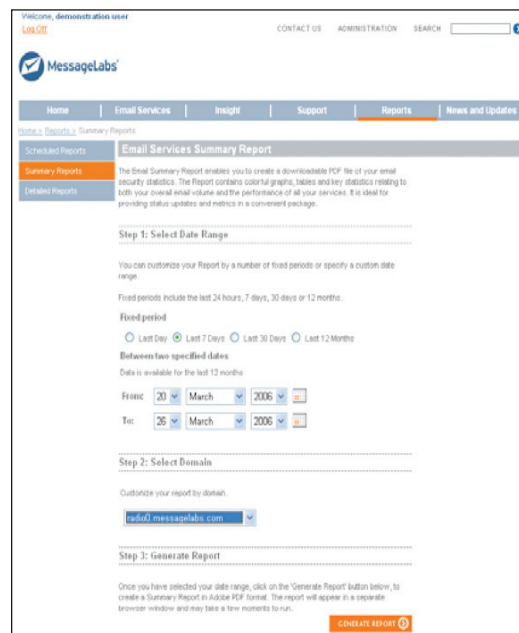 Welcome, demonstration user
Log Off
CONTACT US ADMINISTRATION SEARCH
MessageLabs
Home Email Services Insight Support Reports News and Updates
Home > Reports > Summary Reports
Scheduled Reports
Summary Reports
Detailed Reports
Email Services Summary Report
The Email Summary Report enables you to create a downloadable PDF file of your email
security statistics. The Report contains colorful graphs, tables and key statistics relating to
both your overall email volume and the performance of all your services. It is ideal for
providing status updates and metrics in a convenient package.
Step 1: Select Date Range
You can customize your Report by a number of fixed periods or specify a custom date
range.
Fixed periods include the last 24 hours, 7 days, 30 days or 12 months.
Fixed period
Last Day Last 7 Days Last 30 Days Last 12 Months
Between two specified dates
Data is available for the last 12 months
From: 20 March 2006
To: 26 March 2006
Step 2: Select Domain
Customize your report by domain.
radio0.messagelabs.com
Step 3: Generate Report
Once you have selected your date range, click on the 'Generate Report' button below, to
create a Summary Report in Adobe PDF format. The report will appear in a separate
browser window and may take a few moments to run.
GENERATE REPORT